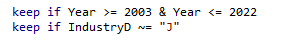 keep if Year >= 2003 & Year <= 2022
keep if IndustryD ~= "J"